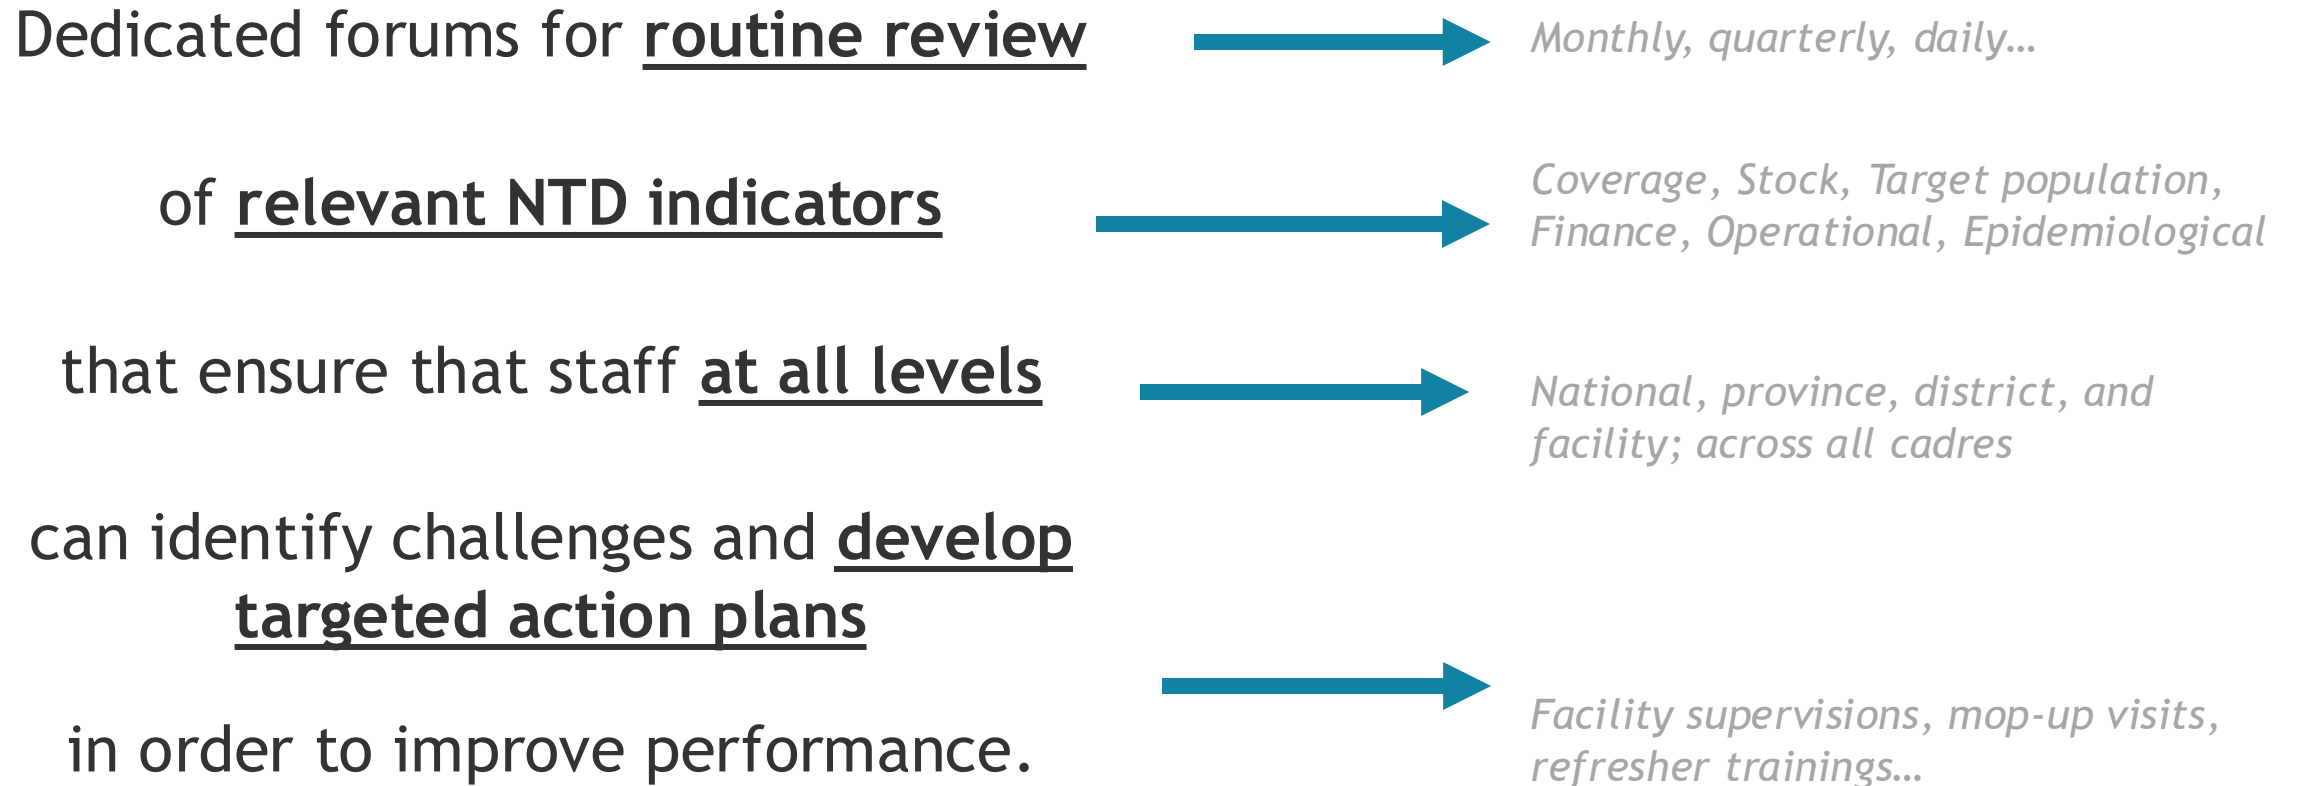 Dedicated forums for routine review
Monthly, quarterly, daily…
of relevant NTD indicators
Coverage, Stock, Target population,
Finance, Operational, Epidemiological
that ensure that staff at all levels
National, province, district, and
facility; across all cadres
can identify challenges and develop
targeted action plans
Facility supervisions, mop-up visits,
refresher trainings…
in order to improve performance.